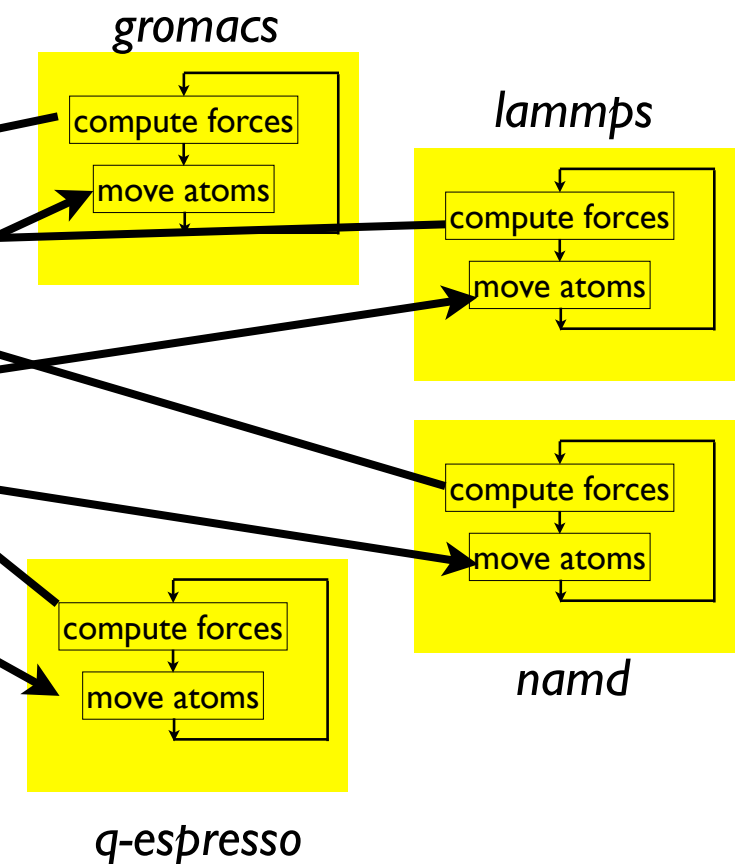 gromacs
compute forces
move atoms
lammps
compute forces
move atoms
compute forces
move atoms
namd
compute forces
move atoms
q-espresso